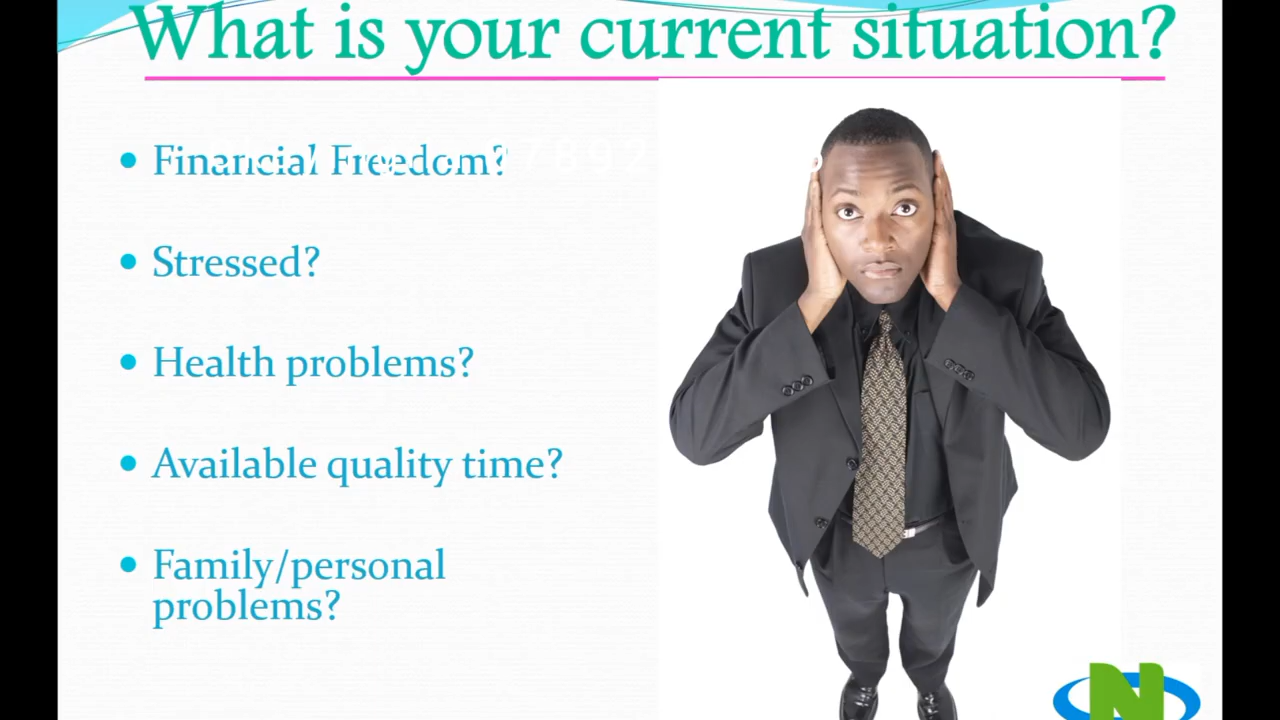 What is your current situation?
Financial Freedom?
Stressed?
Health problems?
Available quality time?
Family/personal
problems?
N